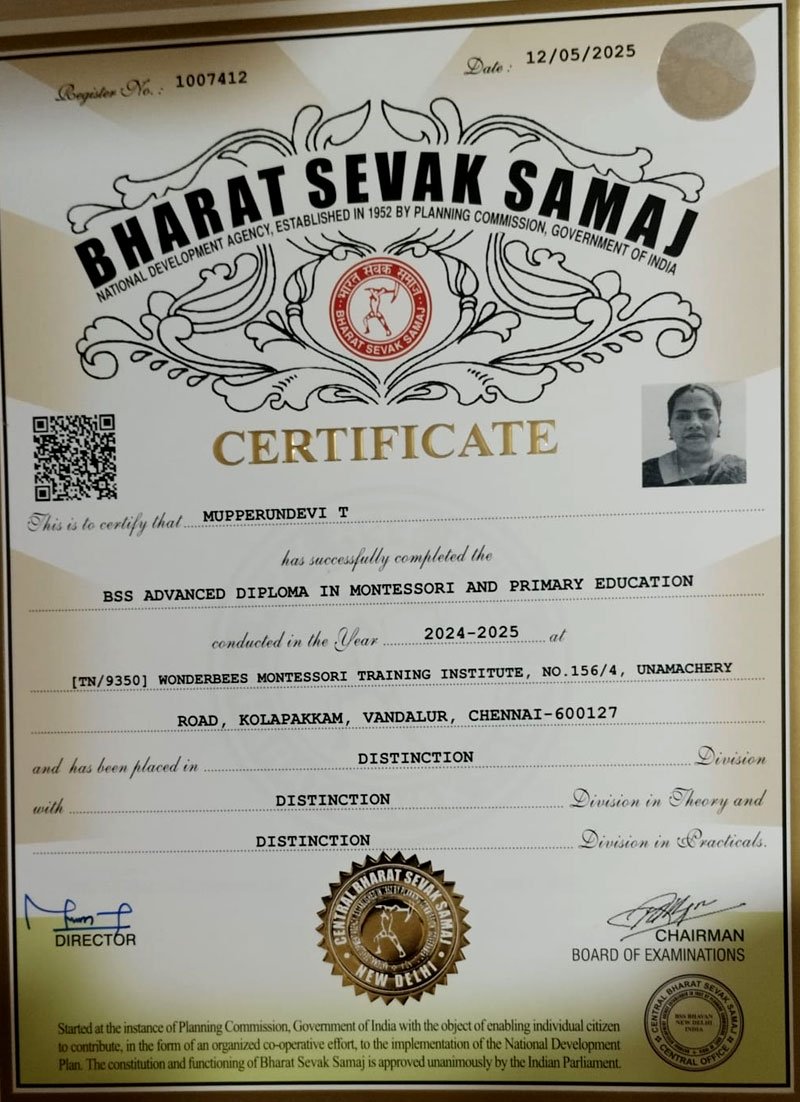 Register No. : 1007412
Date : 12/05/2025
BHARAT SEVAK SAMAJ
NATIONAL DEVELOPMENT AGENCY, ESTABLISHED IN 1952 BY PLANNING COMMISSION, GOVERNMENT OF INDIA
भारत सेवक समाज
BHARAT SEVAK SAMAJ
CERTIFICATE
This is to certify that MUPPERUNDEVI T
has successfully completed the
BSS ADVANCED DIPLOMA IN MONTESSORI AND PRIMARY EDUCATION
conducted in the Year 2024-2025 at
[TN/9350] WONDERBEES MONTESSORI TRAINING INSTITUTE, NO.156/4, UNAMACHERY
ROAD, KOLAPAKKAM, VANDALUR, CHENNAI-600127
and has been placed in DISTINCTION Division
with DISTINCTION Division in Theory and
DISTINCTION Division in Practicals.
CENTRAL BHARAT SEVAK SAMAJ
NEW DELHI
DIRECTOR
CHAIRMAN
BOARD OF EXAMINATIONS
CENTRAL BHARAT SEVAK SAMAJ
BSS BHAVAN
NEW DELHI
INDIA
CENTRAL OFFICE
Started at the instance of Planning Commission, Government of India with the object of enabling individual citizen
to contribute, in the form of an organized co-operative effort, to the implementation of the National Development
Plan. The constitution and functioning of Bharat Sevak Samaj is approved unanimously by the Indian Parliament.